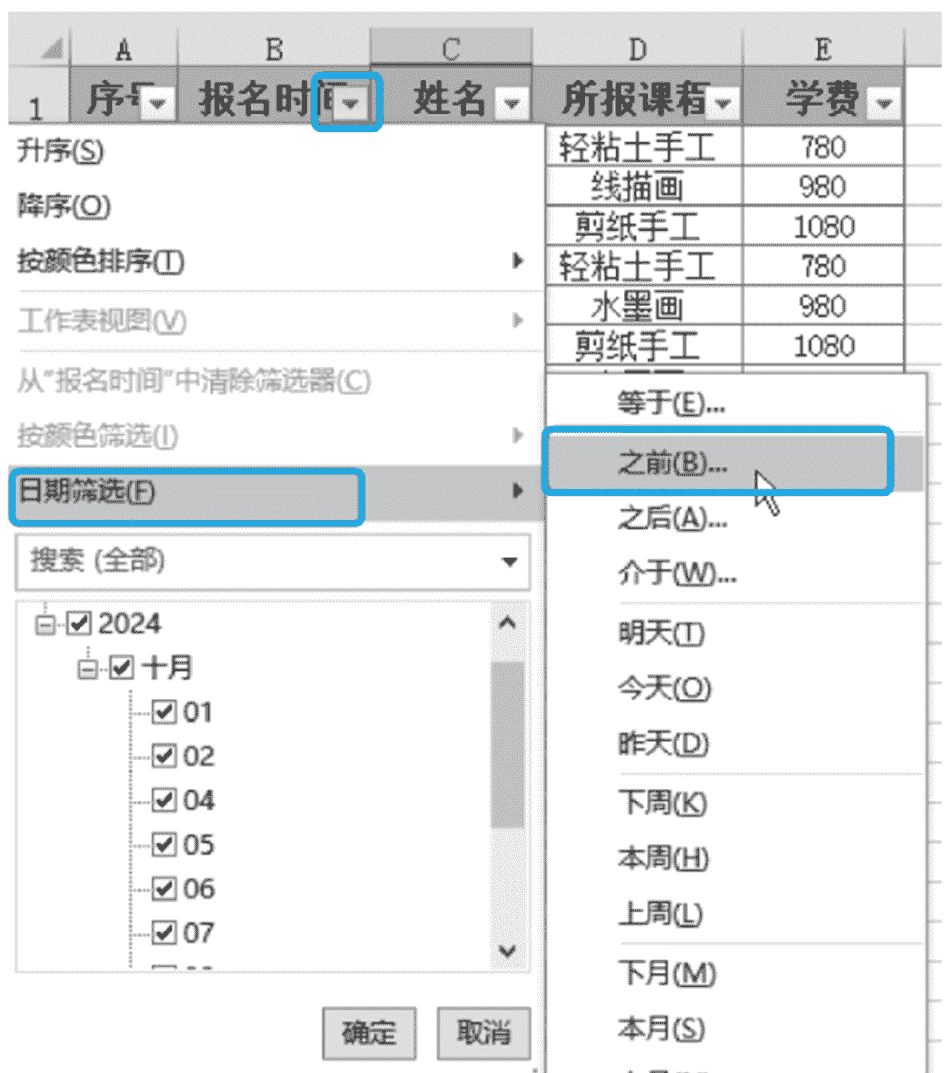 A B C D E
1 序号 报名时间 姓名 所报课程 学费
轻粘土手工 780
线描画 980
剪纸手工 1080
轻粘土手工 780
水墨画 980
剪纸手工 1080
升序(S)
降序(O)
按颜色排序(T)
工作表视图(V)
从"报名时间"中清除筛选器(C)
按颜色筛选(I)
日期筛选(F)
搜索 (全部)
2024
十月
01
02
04
05
06
07
确定 取消
等于(E)...
之前(B)...
之后(A)...
介于(W)...
明天(T)
今天(O)
昨天(D)
下周(K)
本周(H)
上周(L)
下月(M)
本月(S)